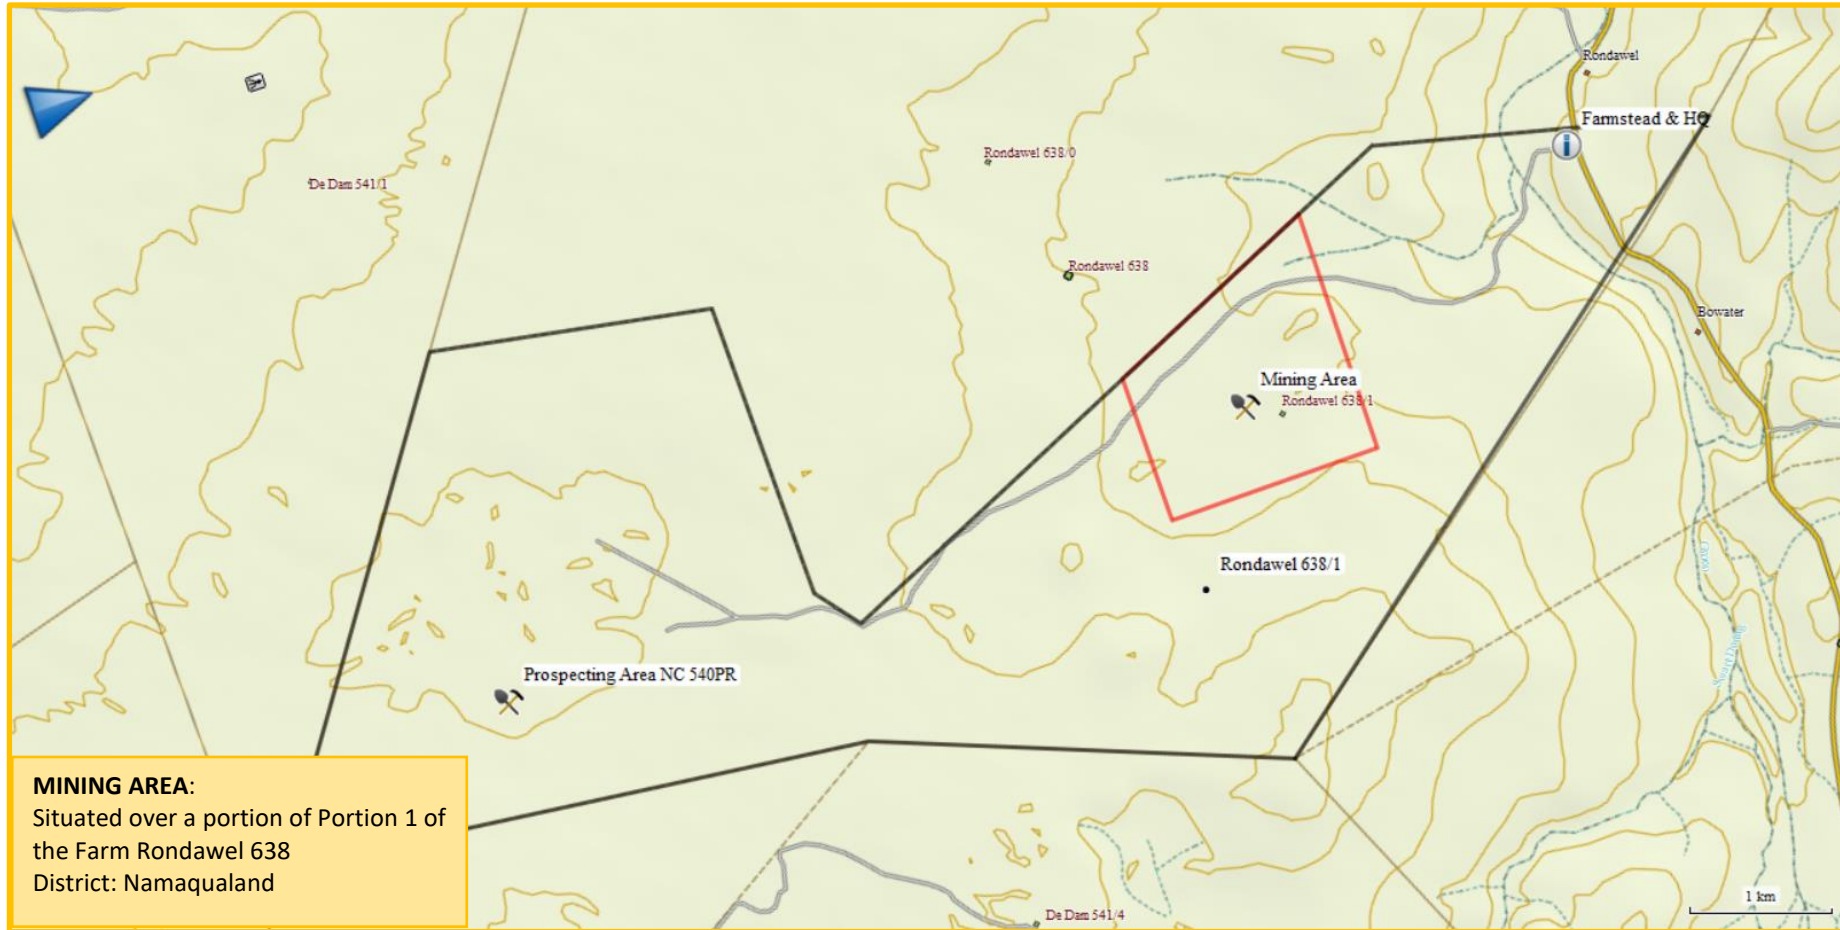 Rondawel
Farmstead & HQ
Rondawel 638/0
De Dam 541/1
Rondawel 638
Bowater
Mining Area
Rondawel 638/1
Rondawel 638/1
Prospecting Area NC 540PR
Swart Doring
MINING AREA:
Situated over a portion of Portion 1 of
the Farm Rondawel 638
District: Namaqualand
1 km
De Dam 541/4